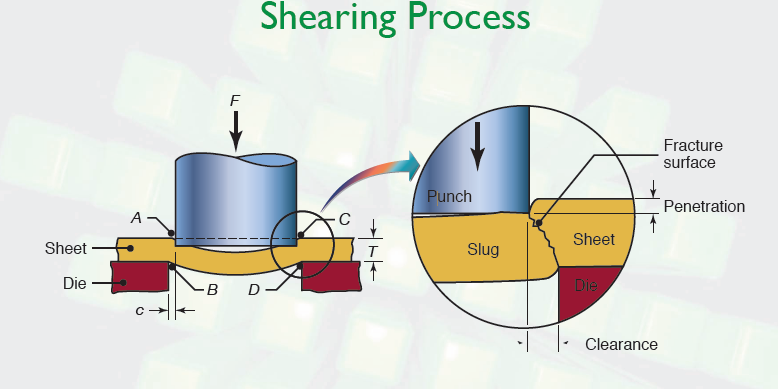 Shearing Process
F
A
C
Sheet
T
Die
B
D
c
Punch
Fracture
surface
Penetration
Slug
Sheet
Die
Clearance